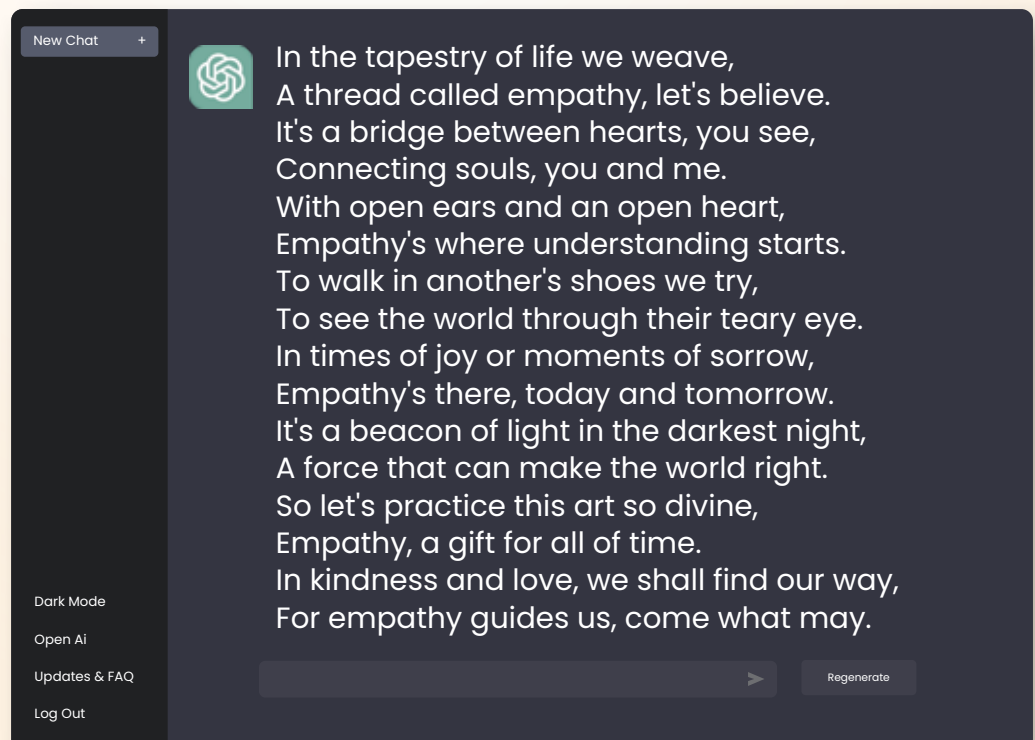 New Chat +
In the tapestry of life we weave,
A thread called empathy, let's believe.
It's a bridge between hearts, you see,
Connecting souls, you and me.
With open ears and an open heart,
Empathy's where understanding starts.
To walk in another's shoes we try,
To see the world through their teary eye.
In times of joy or moments of sorrow,
Empathy's there, today and tomorrow.
It's a beacon of light in the darkest night,
A force that can make the world right.
So let's practice this art so divine,
Empathy, a gift for all of time.
In kindness and love, we shall find our way,
For empathy guides us, come what may.
Dark Mode
Open Ai
Updates & FAQ
Log Out
Regenerate